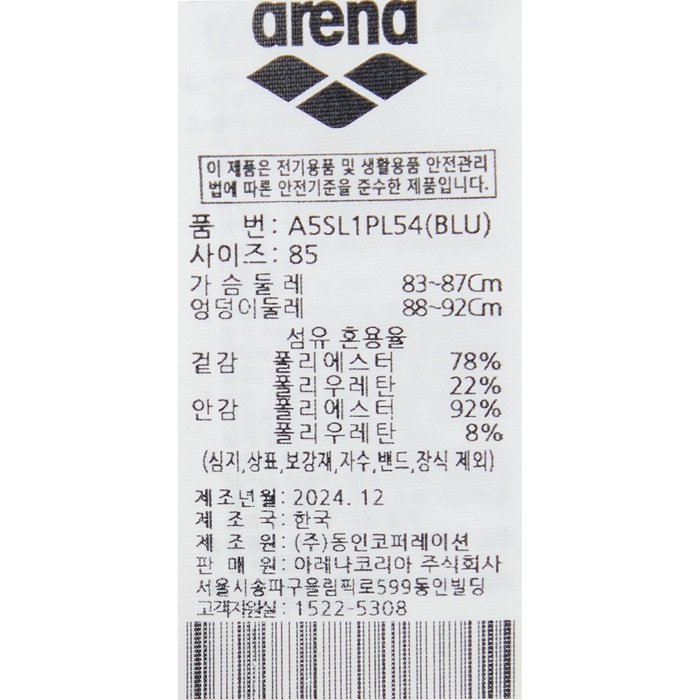 arena
이 제품은 전기용품 및 생활용품 안전관리
법에 따른 안전기준을 준수한 제품입니다.
품 번: A5SL1PL54(BLU)
사이즈: 85
가슴둘레 83~87Cm
엉덩이둘레 88~92Cm
섬유 혼용율
겉감 폴리에스터 78%
폴리우레탄 22%
안감 폴리에스터 92%
폴리우레탄 8%
(심지,상표,보강재,자수,밴드,장식 제외)
제조년월: 2024. 12
제 조 국: 한국
제 조 원: (주)동인코퍼레이션
판 매 원: 아레나코리아 주식회사
서울시송파구올림픽로599동인빌딩
고객지원실: 1522-5308